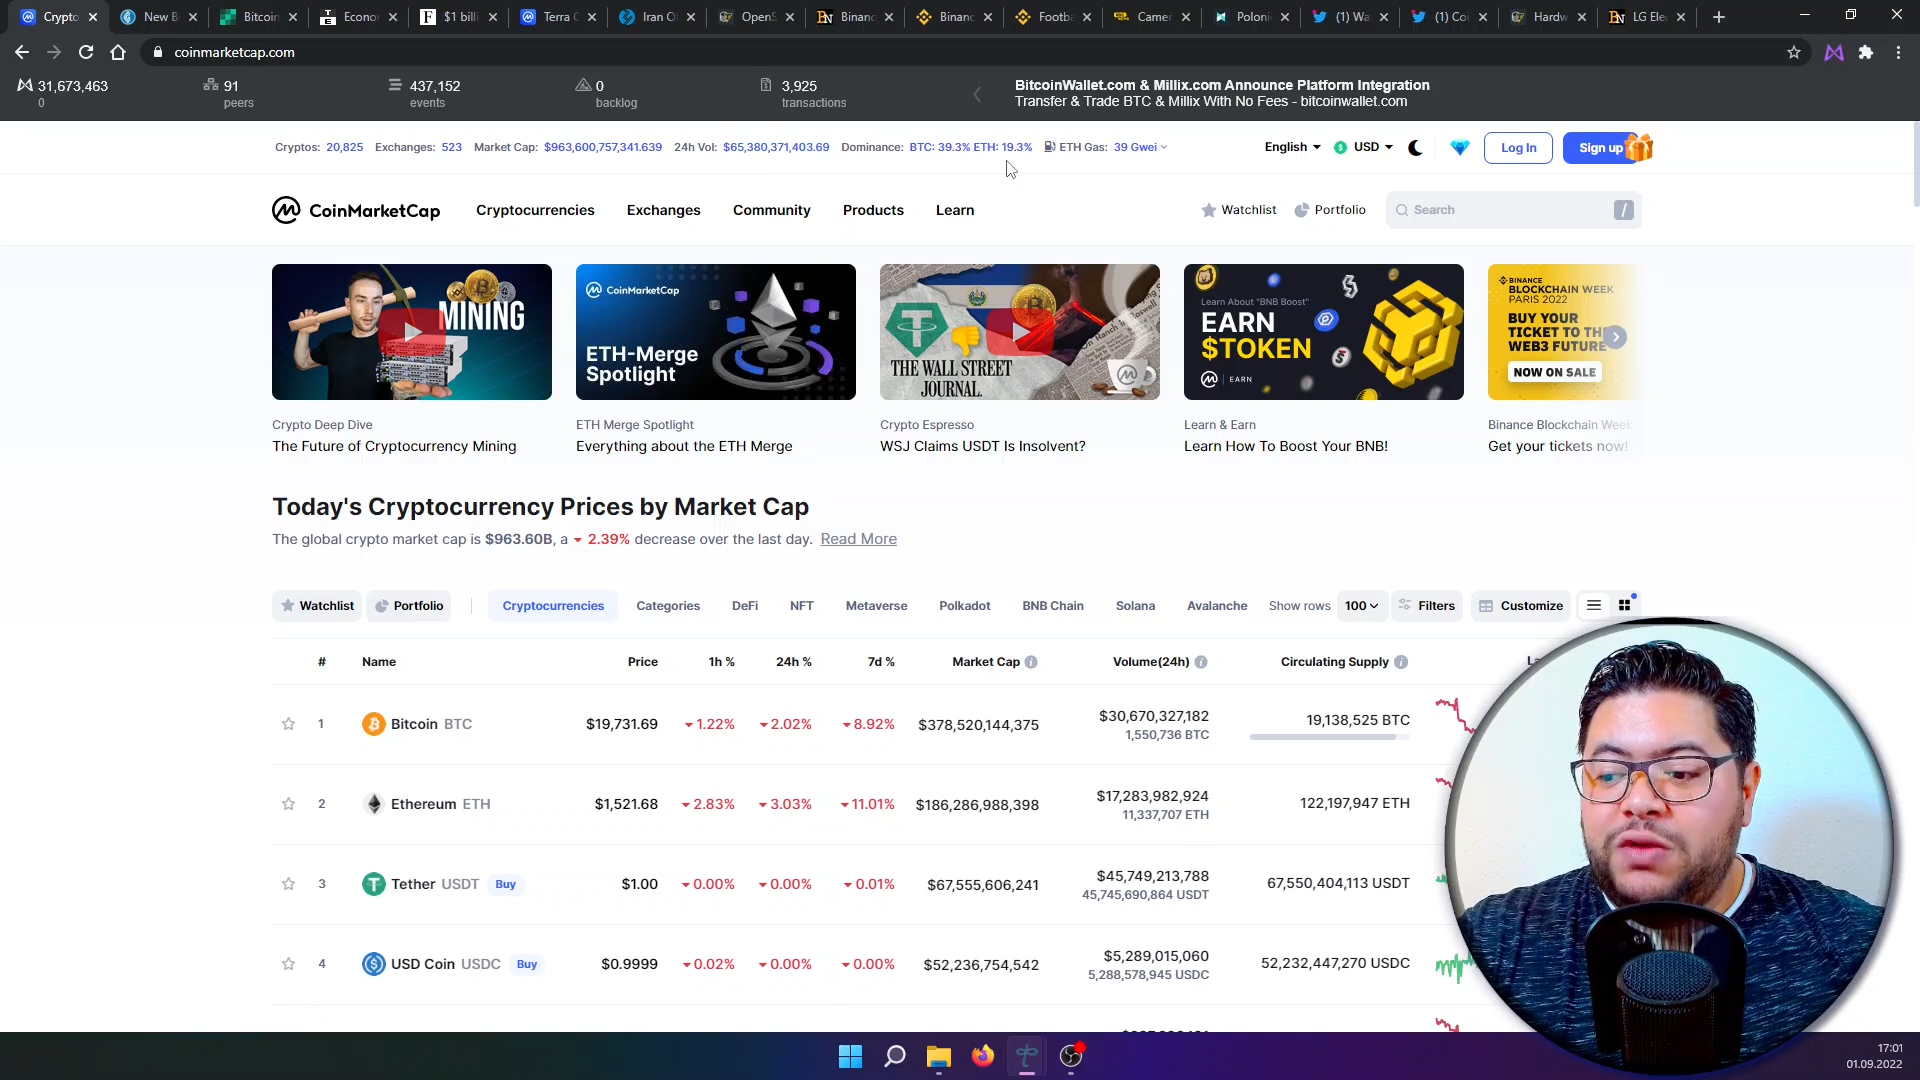 Crypto
New B
Bitcoin
Econo
$1 billi
Terra C
Iran O
OpenS
Binanc
Binanc
Footba
Camer
Poloni
(1) Wa
(1) Co
Hardw
LG Ele
coinmarketcap.com
31,673,463
0
91
peers
437,152
events
0
backlog
3,925
transactions
BitcoinWallet.com & Millix.com Announce Platform Integration
Transfer & Trade BTC & Millix With No Fees - bitcoinwallet.com
Cryptos: 20,825 Exchanges: 523 Market Cap: $963,600,757,341.639 24h Vol: $65,380,371,403.69 Dominance: BTC: 39.3% ETH: 19.3% ETH Gas: 39 Gwei
English USD Log In Sign up
CoinMarketCap Cryptocurrencies Exchanges Community Products Learn Watchlist Portfolio Search /
MINING
CoinMarketCap
ETH-Merge
Spotlight
THE WALL STREET
JOURNAL.
Learn About "BNB Boost"
EARN
$TOKEN
EARN
BINANCE
BLOCKCHAIN WEEK
PARIS 2022
BUY YOUR
TICKET TO THE
WEB3 FUTURE
NOW ON SALE
Crypto Deep Dive
The Future of Cryptocurrency Mining
ETH Merge Spotlight
Everything about the ETH Merge
Crypto Espresso
WSJ Claims USDT Is Insolvent?
Learn & Earn
Learn How To Boost Your BNB!
Binance Blockchain Week
Get your tickets now!
Today's Cryptocurrency Prices by Market Cap
The global crypto market cap is $963.60B, a 2.39% decrease over the last day. Read More
Watchlist Portfolio Cryptocurrencies Categories DeFi NFT Metaverse Polkadot BNB Chain Solana Avalanche Show rows 100 Filters Customize
# Name Price 1h % 24h % 7d % Market Cap Volume(24h) Circulating Supply La
1 Bitcoin BTC $19,731.69 1.22% 2.02% 8.92% $378,520,144,375 $30,670,327,182 19,138,525 BTC
1,550,736 BTC
2 Ethereum ETH $1,521.68 2.83% 3.03% 11.01% $186,286,988,398 $17,283,982,924 122,197,947 ETH
11,337,707 ETH
3 Tether USDT Buy $1.00 0.00% 0.00% 0.01% $67,555,606,241 $45,749,213,788 67,550,404,113 USDT
45,745,690,864 USDT
4 USD Coin USDC Buy $0.9999 0.02% 0.00% 0.00% $52,236,754,542 $5,289,015,060 52,232,447,270 USDC
5,288,578,945 USDC
17:01
01.09.2022